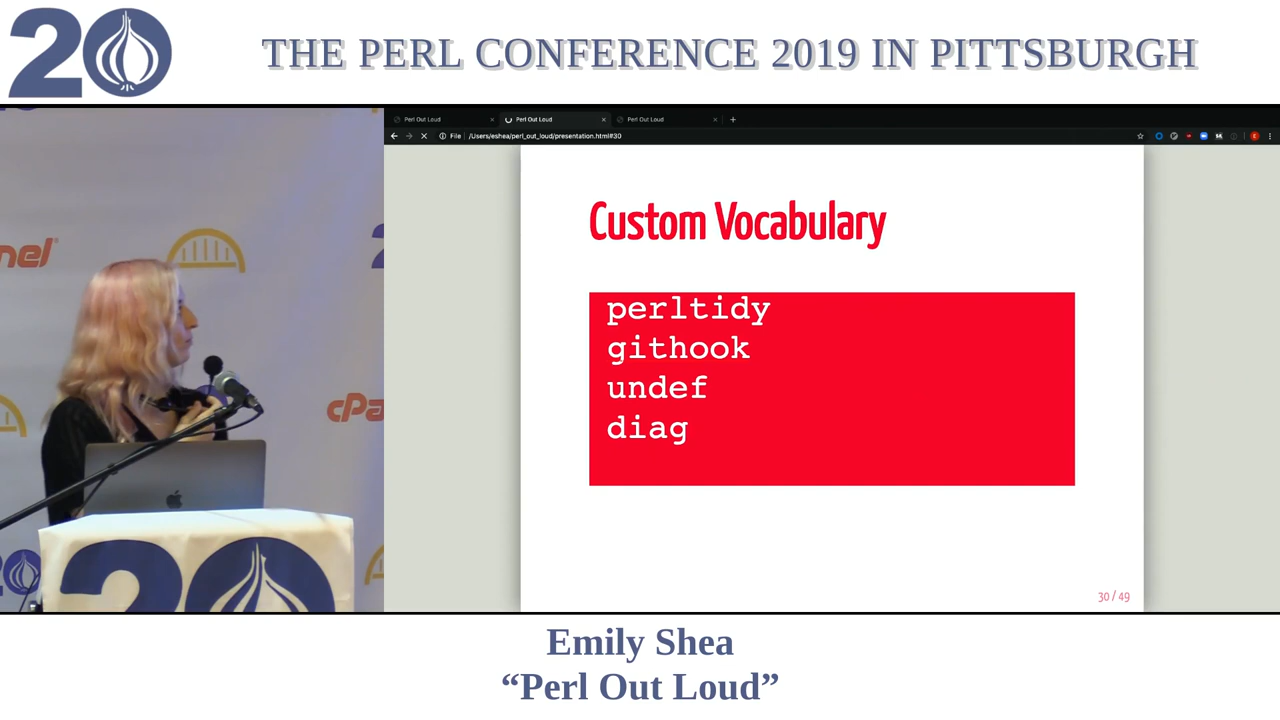 20
THE PERL CONFERENCE 2019 IN PITTSBURGH
Perl Out Loud
Perl Out Loud
Perl Out Loud
File
/Users/eshea/perl_out_loud/presentation.html#30
Custom Vocabulary
perltidy
githook
undef
diag
30 / 49
nel
cPa
20
20
Emily Shea
“Perl Out Loud”